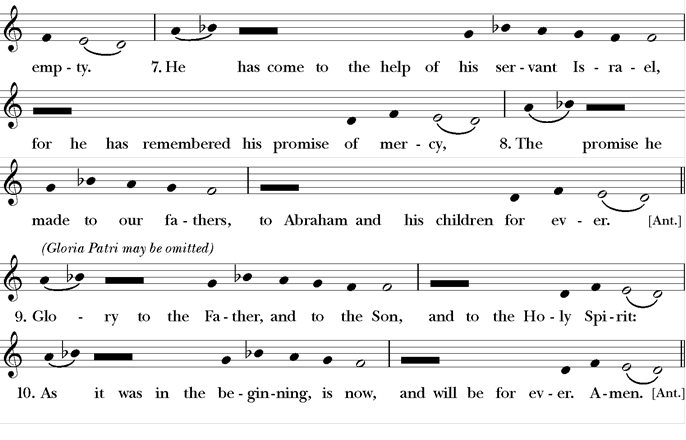 emp - ty. 7. He has come to the help of his ser - vant Is - ra - el,
for he has remembered his promise of mer - cy, 8. The promise he
made to our fa - thers, to Abraham and his children for ev - er. [Ant.]
(Gloria Patri may be omitted)
9. Glo - ry to the Fa - ther, and to the Son, and to the Ho - ly Spirit:
10. As it was in the be - gin - ning, is now, and will be for ev - er. A - men. [Ant.]